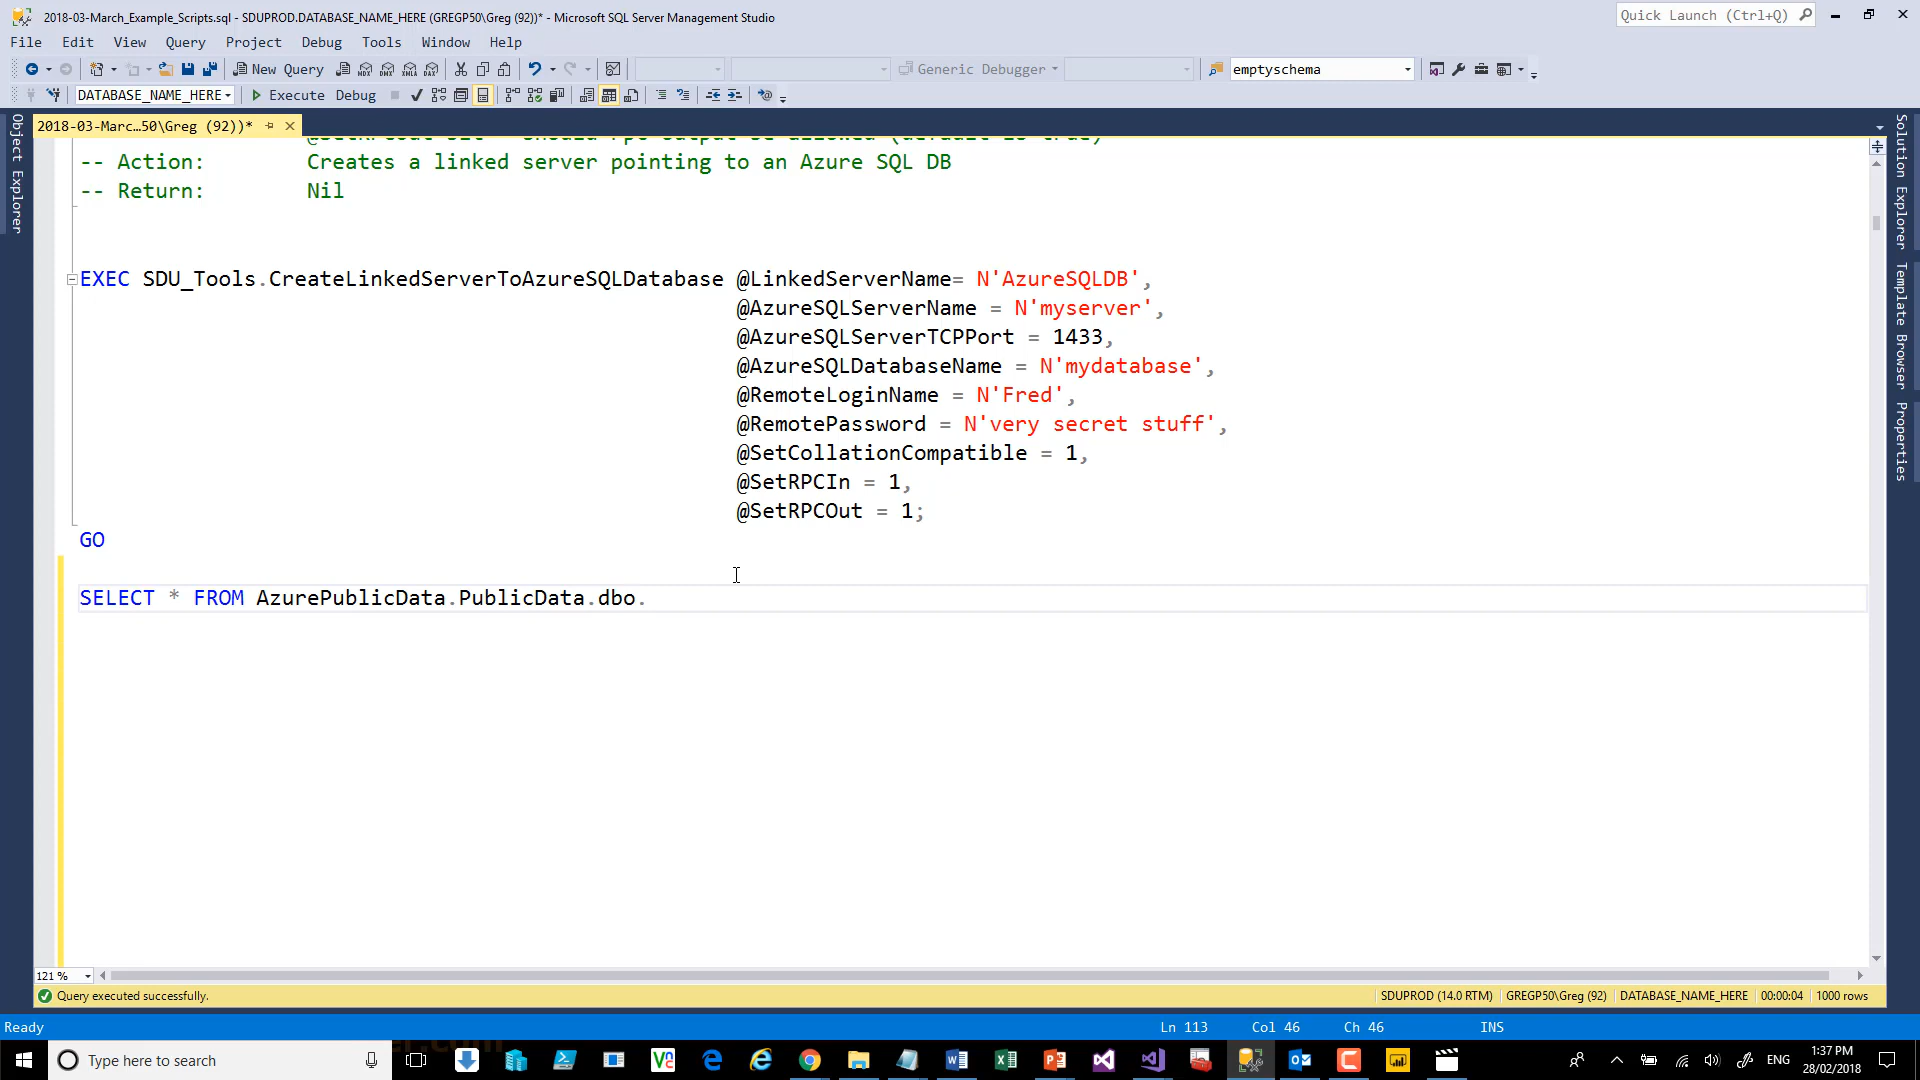 2018-03-March_Example_Scripts.sql - SDUPROD.DATABASE_NAME_HERE (GREGP50\Greg (92))* - Microsoft SQL Server Management Studio
Quick Launch (Ctrl+Q)
File Edit View Query Project Debug Tools Window Help
New Query
MDX DMX XMLA DAX
Generic Debugger
emptyschema
DATABASE_NAME_HERE
Execute Debug
2018-03-Marc...50\Greg (92))*
Object Explorer
-- Action: Creates a linked server pointing to an Azure SQL DB
-- Return: Nil
EXEC SDU_Tools.CreateLinkedServerToAzureSQLDatabase @LinkedServerName= N'AzureSQLDB',
@AzureSQLServerName = N'myserver',
@AzureSQLServerTCPPort = 1433,
@AzureSQLDatabaseName = N'mydatabase',
@RemoteLoginName = N'Fred',
@RemotePassword = N'very secret stuff',
@SetCollationCompatible = 1,
@SetRPCIn = 1,
@SetRPCOut = 1;
GO
SELECT * FROM AzurePublicData.PublicData.dbo.
Solution Explorer
Template Browser
Properties
121 %
Query executed successfully.
SDUPROD (14.0 RTM) GREGP50\Greg (92) DATABASE_NAME_HERE 00:00:04 1000 rows
Ready
Ln 113 Col 46 Ch 46 INS
Type here to search
ENG
1:37 PM
28/02/2018